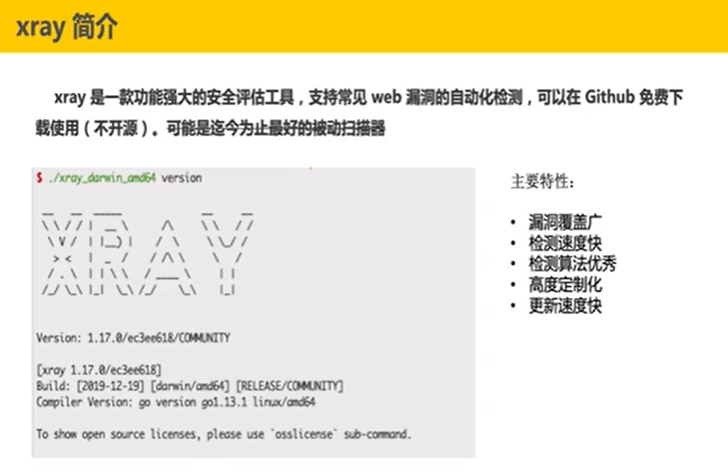 xray 简介
xray 是一款功能强大的安全评估工具，支持常见 web 漏洞的自动化检测，可以在 Github 免费下
载使用（不开源）。可能是迄今为止最好的被动扫描器
$ ./xray_darwin_amd64 version
XRAY
Version: 1.17.0/ec3ee618/COMMUNITY
[xray 1.17.0/ec3ee618]
Build: [2019-12-19] [darwin/amd64] [RELEASE/COMMUNITY]
Compiler Version: go version go1.13.1 linux/amd64
To show open source licenses, please use `osslicense` sub-command.
主要特性：
• 漏洞覆盖广
• 检测速度快
• 检测算法优秀
• 高度定制化
• 更新速度快